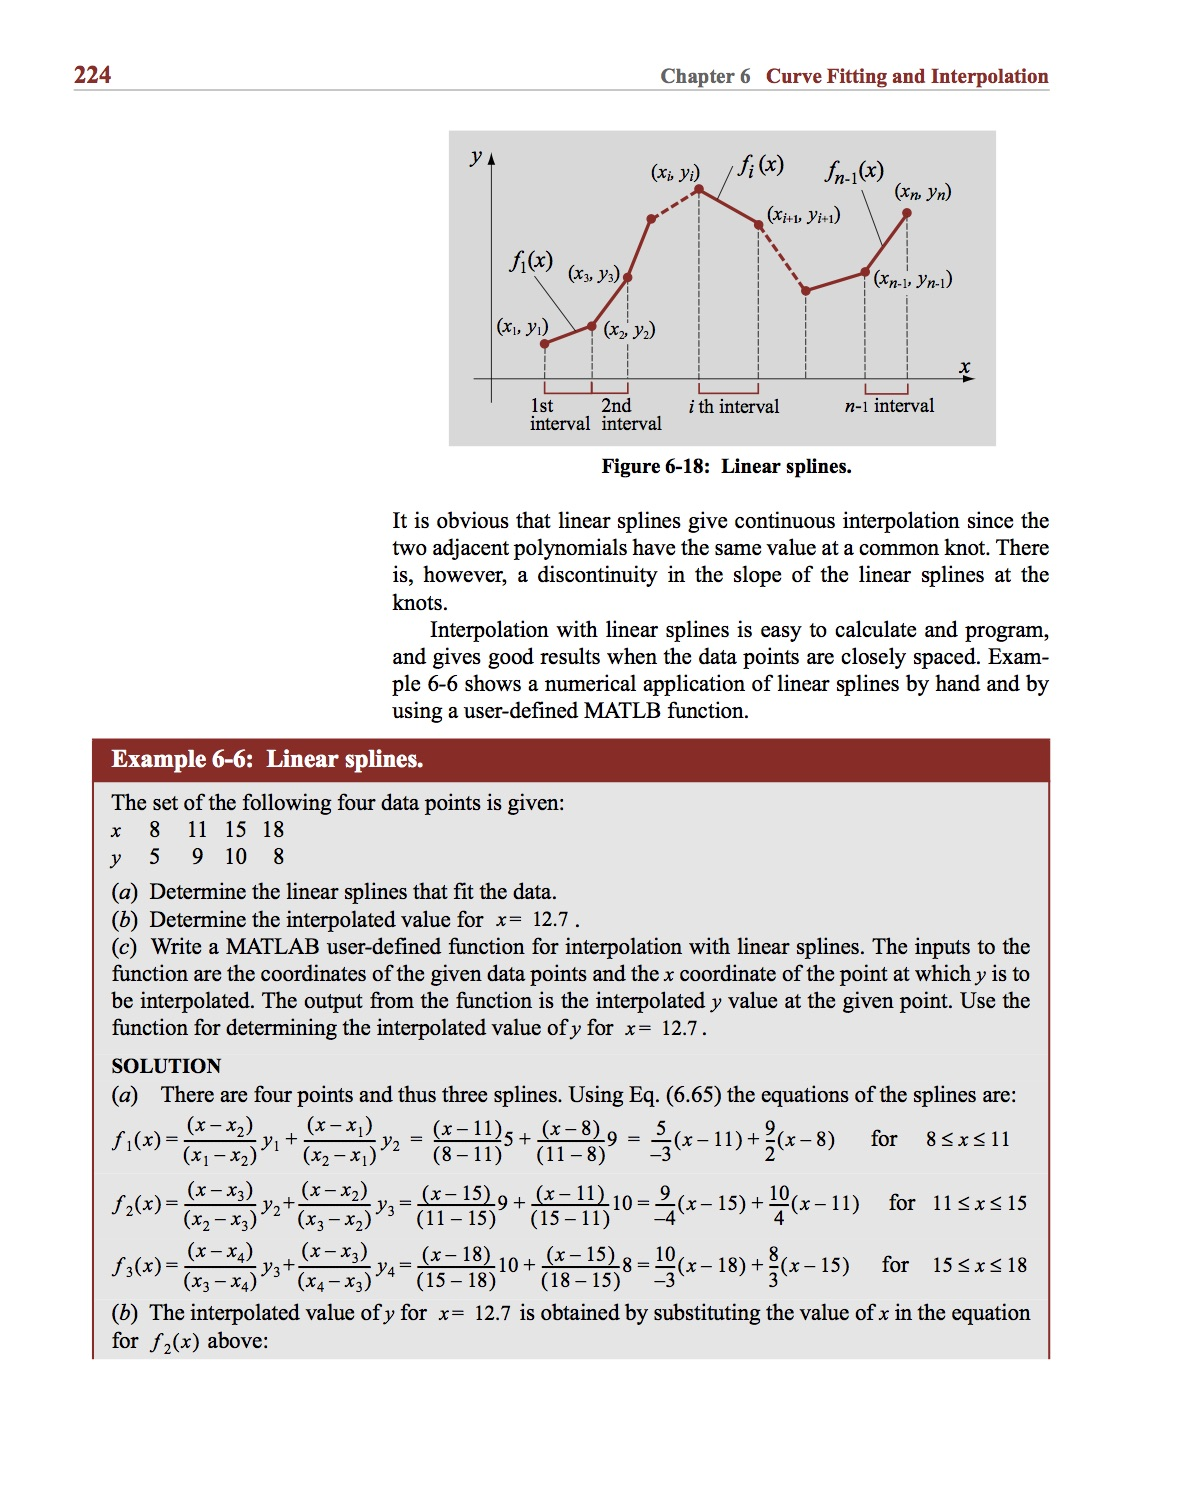 224
Chapter 6 Curve Fitting and Interpolation
y
(xᵢ, yᵢ)
fᵢ(x)
fₙ₋₁(x)
(xₙ, yₙ)
(xᵢ₊₁, yᵢ₊₁)
f₁(x)
(x₃, y₃)
(xₙ₋₁, yₙ₋₁)
(x₁, y₁)
(x₂, y₂)
x
1st interval
2nd interval
i th interval
n-1 interval
Figure 6-18: Linear splines.
It is obvious that linear splines give continuous interpolation since the
two adjacent polynomials have the same value at a common knot. There
is, however, a discontinuity in the slope of the linear splines at the
knots.
Interpolation with linear splines is easy to calculate and program,
and gives good results when the data points are closely spaced. Exam-
ple 6-6 shows a numerical application of linear splines by hand and by
using a user-defined MATLB function.
Example 6-6: Linear splines.
The set of the following four data points is given:
x 8 11 15 18
y 5 9 10 8
(a) Determine the linear splines that fit the data.
(b) Determine the interpolated value for x = 12.7 .
(c) Write a MATLAB user-defined function for interpolation with linear splines. The inputs to the
function are the coordinates of the given data points and the x coordinate of the point at which y is to
be interpolated. The output from the function is the interpolated y value at the given point. Use the
function for determining the interpolated value of y for x = 12.7 .
SOLUTION
(a) There are four points and thus three splines. Using Eq. (6.65) the equations of the splines are:
f₁(x) = (x – x₂)/(x₁ – x₂) y₁ + (x – x₁)/(x₂ – x₁) y₂ = (x – 11)/(8 – 11) 5 + (x – 8)/(11 – 8) 9 = 5/–3 (x – 11) + 9/2 (x – 8) for 8 ≤ x ≤ 11
f₂(x) = (x – x₃)/(x₂ – x₃) y₂ + (x – x₂)/(x₃ – x₂) y₃ = (x – 15)/(11 – 15) 9 + (x – 11)/(15 – 11) 10 = 9/–4 (x – 15) + 10/4 (x – 11) for 11 ≤ x ≤ 15
f₃(x) = (x – x₄)/(x₃ – x₄) y₃ + (x – x₃)/(x₄ – x₃) y₄ = (x – 18)/(15 – 18) 10 + (x – 15)/(18 – 15) 8 = 10/–3 (x – 18) + 8/3 (x – 15) for 15 ≤ x ≤ 18
(b) The interpolated value of y for x = 12.7 is obtained by substituting the value of x in the equation
for f₂(x) above: